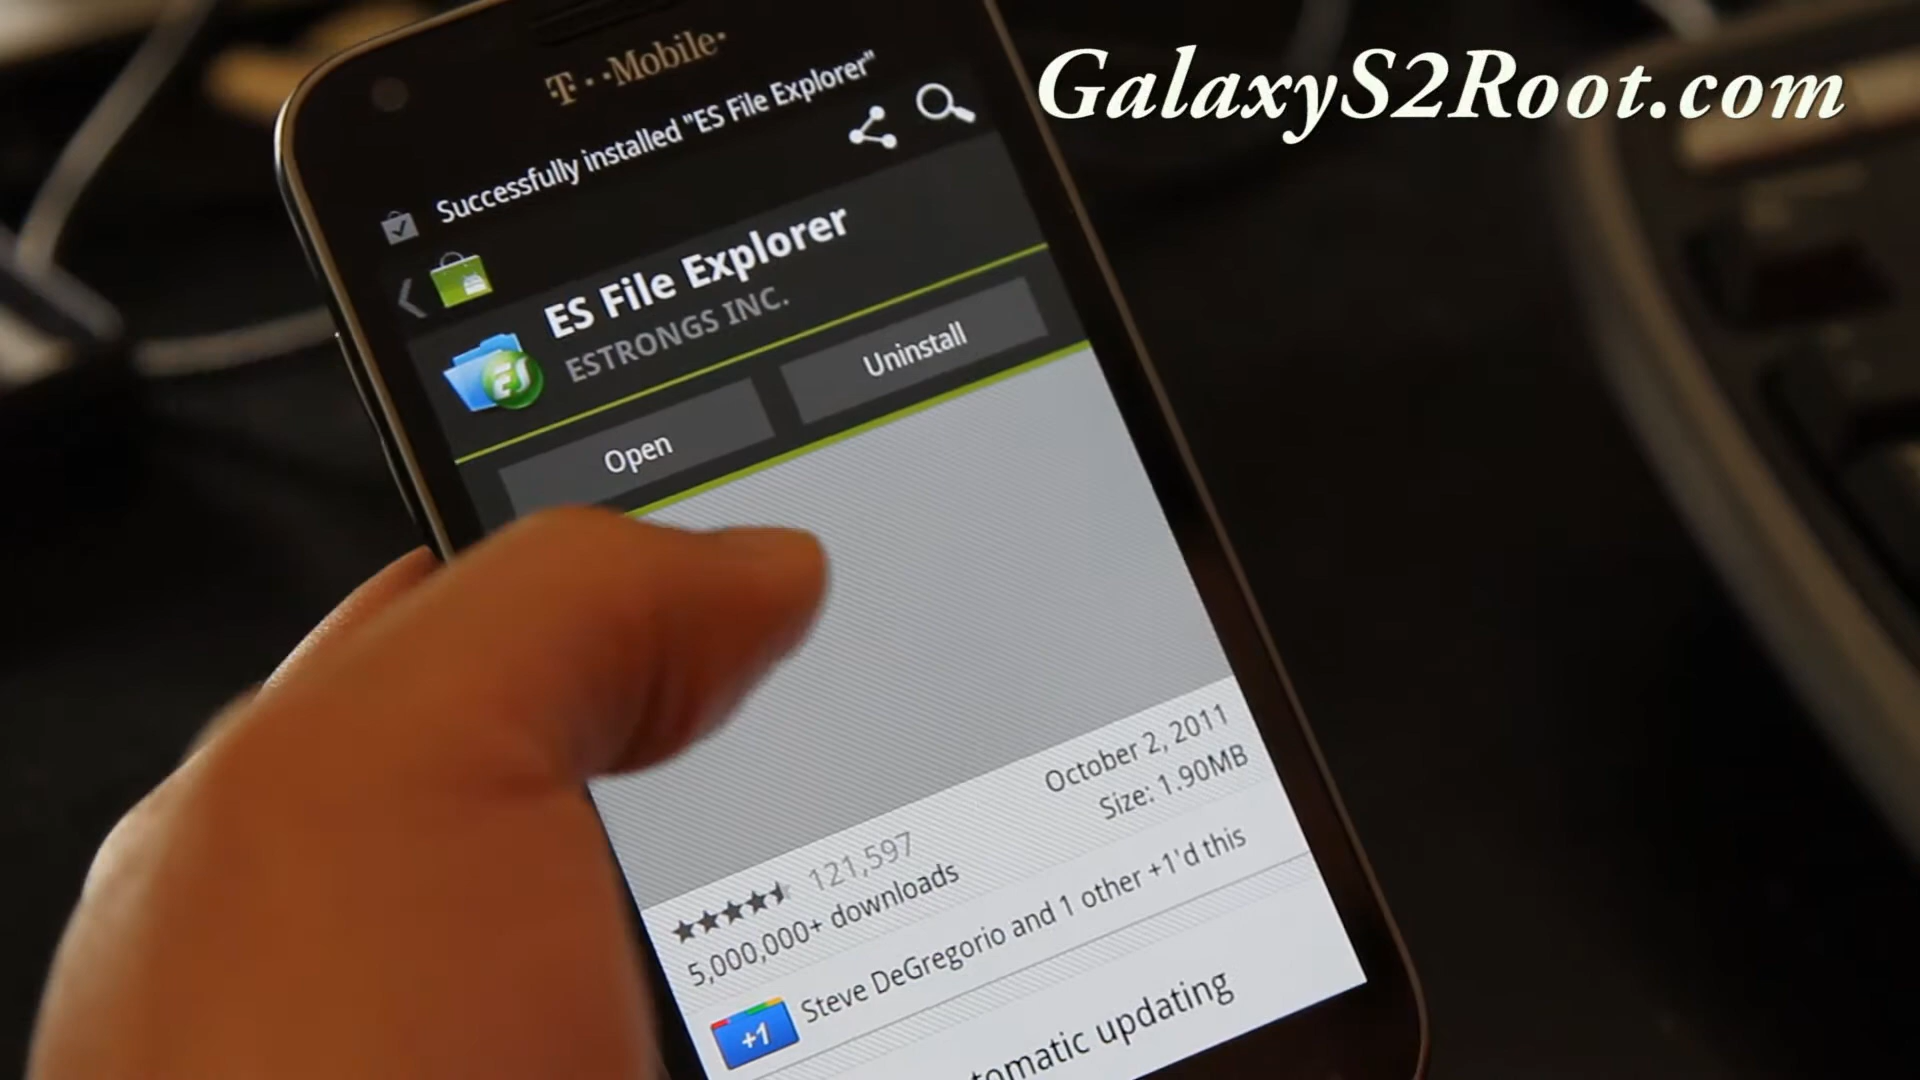 GalaxyS2Root.com
T··Mobile·
Successfully installed "ES File Explorer"
ES File Explorer
ESTRONGS INC.
Open
Uninstall
October 2, 2011
Size: 1.90MB
121,597
5,000,000+ downloads
+1
Steve DeGregorio and 1 other +1'd this
updating